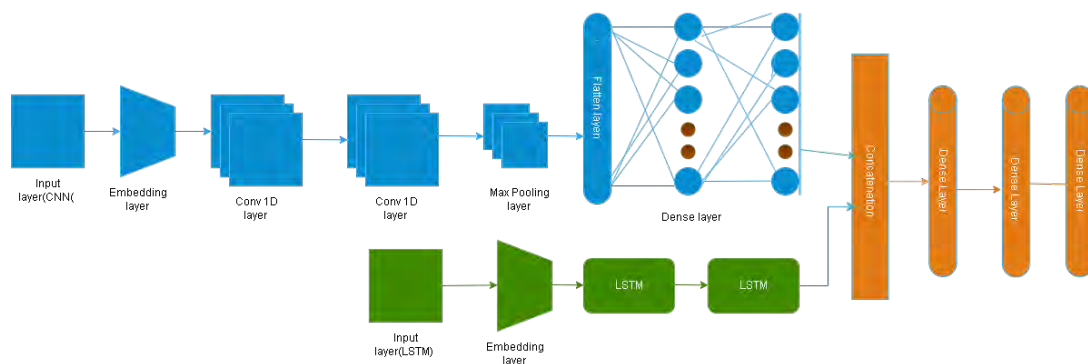 Flatten layen
Input
layer(CNN(
Embedding
layer
Conv 1D
layer
Conv 1D
layer
Max Pooling
layer
Dense layer
Concatenation
Dense Layer
Dense Layer
Dense Layer
LSTM
LSTM
Input
layer(LSTM)
Embedding
layer